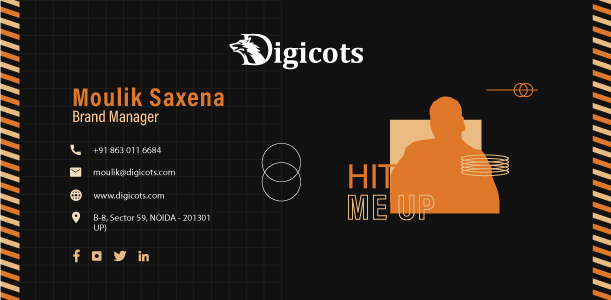 Digicots
Moulik Saxena
Brand Manager
+91 863 011 6684
moulik@digicots.com
www.digicots.com
B-8, Sector 59, NOIDA - 201301
UP)
HIT
ME UP